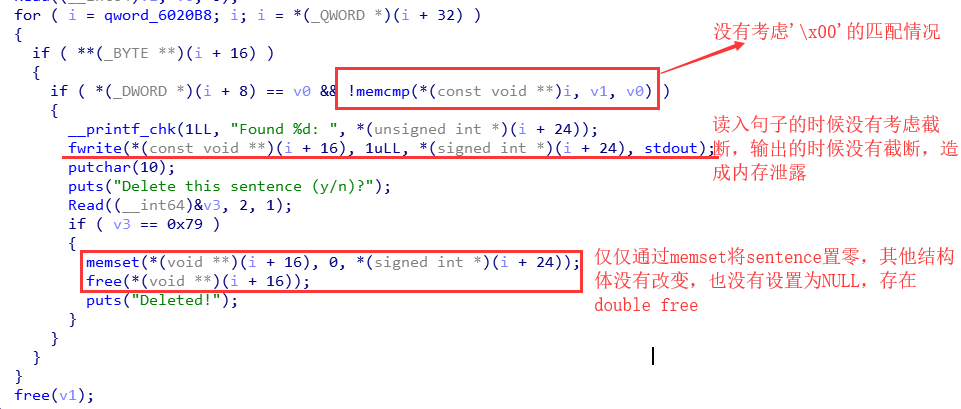 for ( i = qword_6020B8; i; i = *(_QWORD *)(i + 32) )
{
if ( **(_BYTE **)(i + 16) )
{
if ( *(_DWORD *)(i + 8) == v0 && !memcmp(*(const void **)i, v1, v0) )
{
__printf_chk(1LL, "Found %d: ", *(unsigned int *)(i + 24));
fwrite(*(const void **)(i + 16), 1uLL, *(signed int *)(i + 24), stdout);
putchar(10);
puts("Delete this sentence (y/n)?");
Read((__int64)&v3, 2, 1);
if ( v3 == 0x79 )
{
memset(*(void **)(i + 16), 0, *(signed int *)(i + 24));
free(*(void **)(i + 16));
puts("Deleted!");
}
}
}
}
free(v1);
没有考虑'\x00'的匹配情况
读入句子的时候没有考虑截
断，输出的时候没有截断，造
成内存泄露
仅仅通过memset将sentence置零，其他结构
体没有改变，也没有设置为NULL，存在
double free